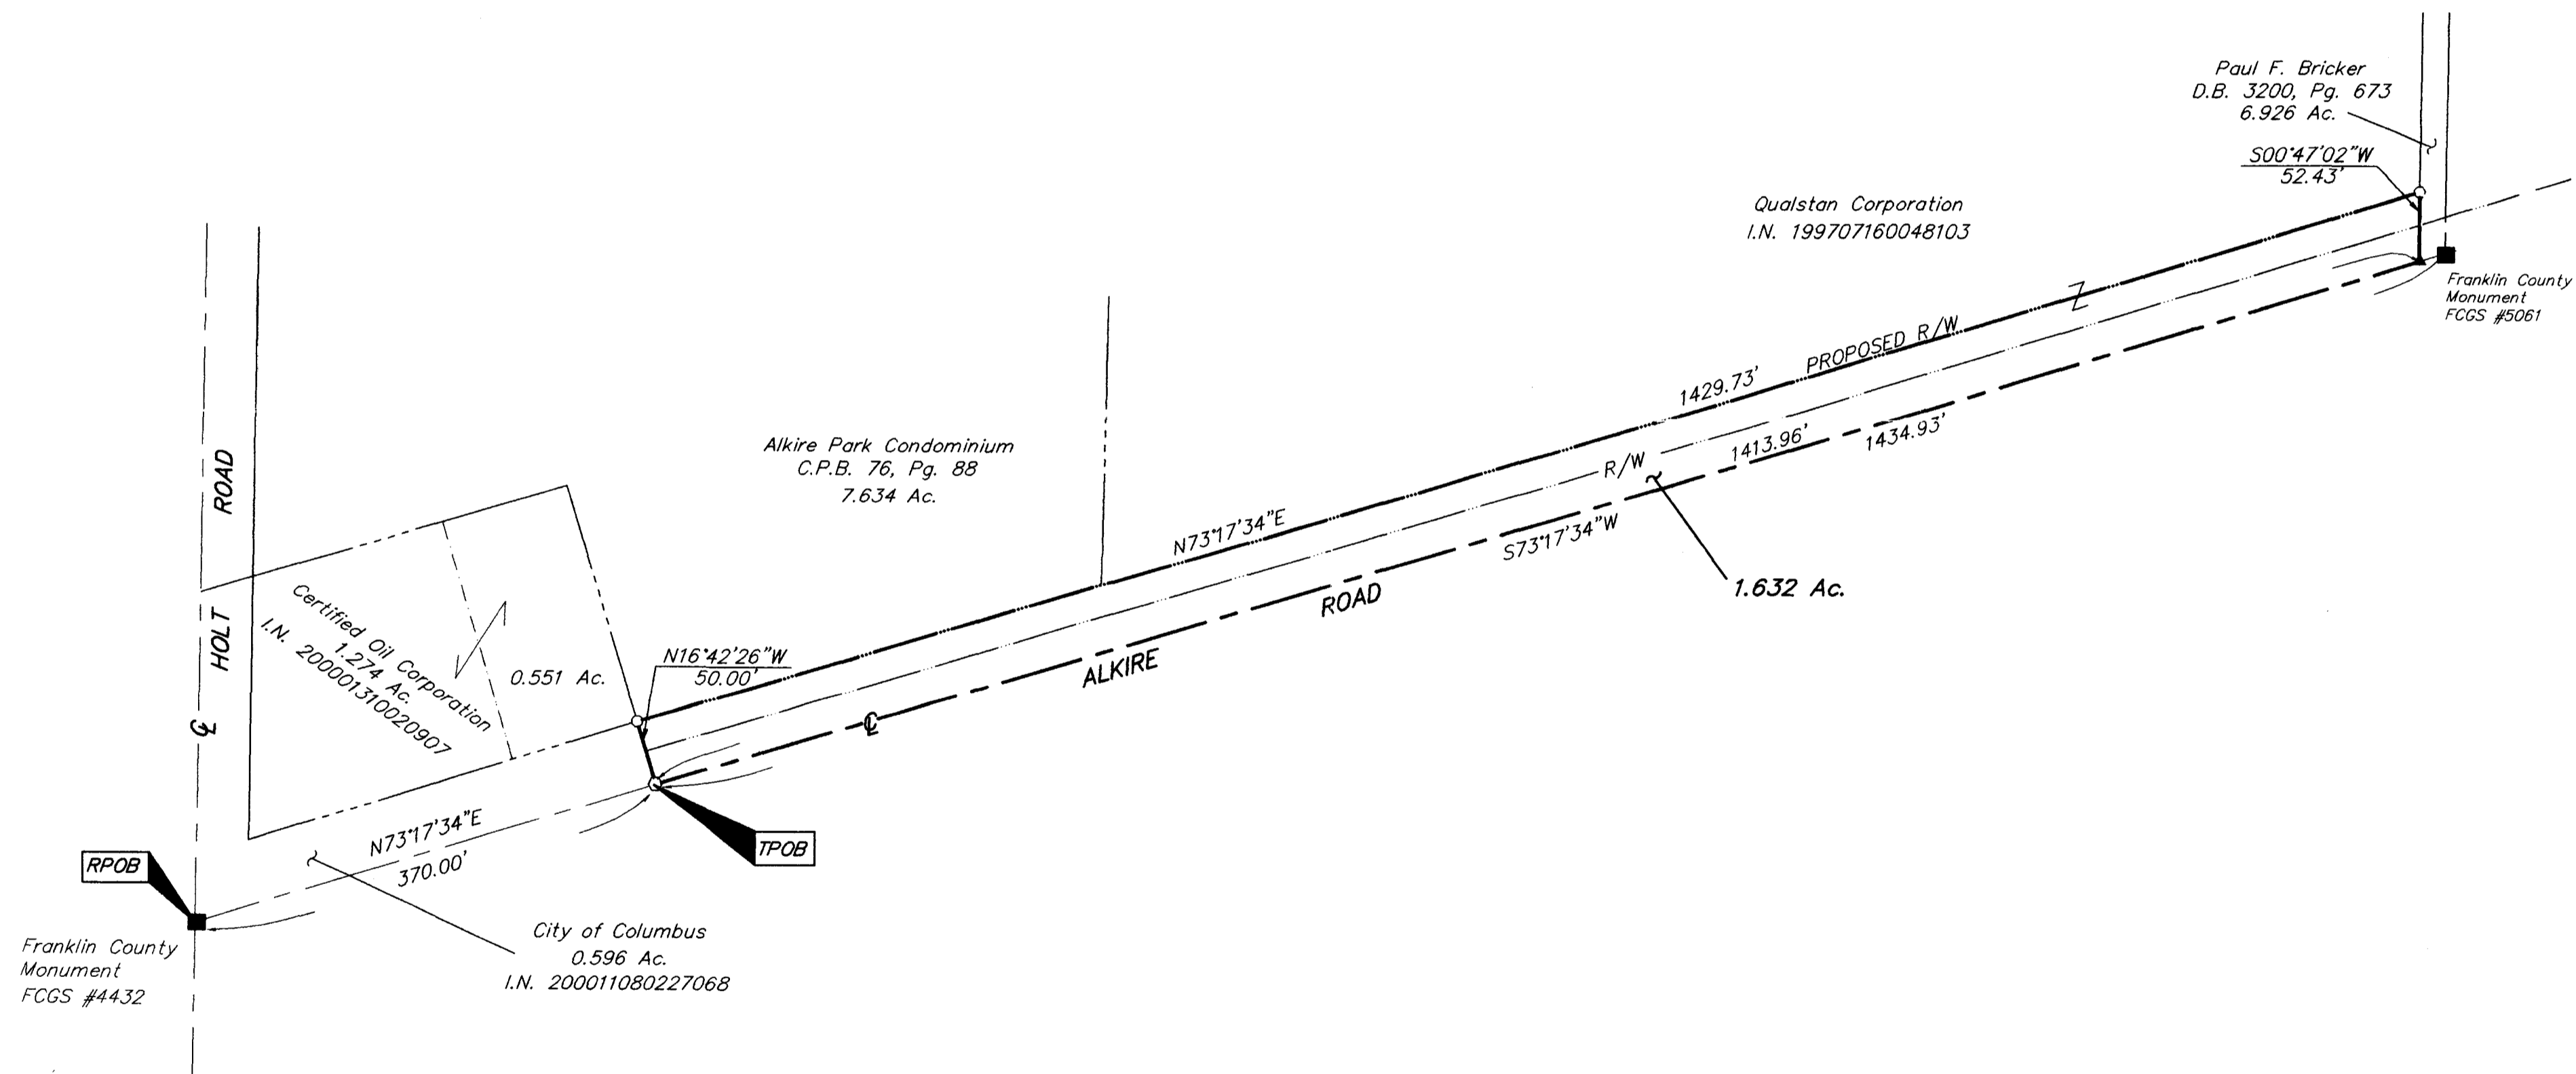 Paul F. Bricker
D.B. 3200, Pg. 673
6.926 Ac.
S00°47'02"W
52.43'
Qualstan Corporation
I.N. 199707160048103
Franklin County
Monument
FCGS #5061
PROPOSED R/W
1429.73'
R/W
1413.96'
1434.93'
Alkire Park Condominium
C.P.B. 76, Pg. 88
7.634 Ac.
N73°17'34"E
S73°17'34"W
1.632 Ac.
ALKIRE ROAD
℄
HOLT ROAD
℄
Certified Oil Corporation
1.274 Ac.
I.N. 200001310020907
0.551 Ac.
N16°42'26"W
50.00'
N73°17'34"E
370.00'
TPOB
RPOB
City of Columbus
0.596 Ac.
I.N. 200011080227068
Franklin County
Monument
FCGS #4432